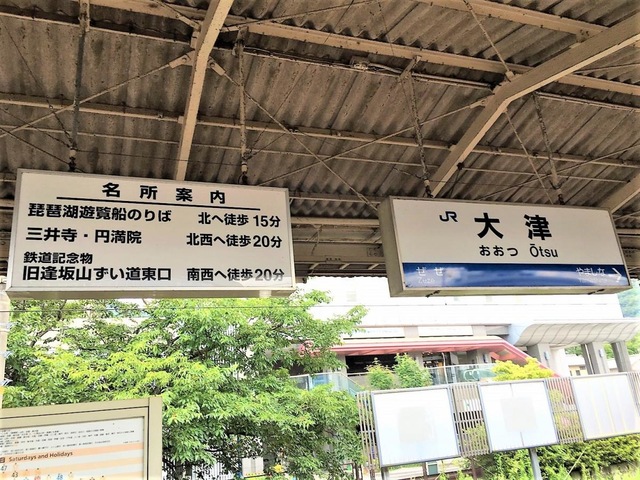 名所案内
琵琶湖遊覧船のりば 北へ徒歩15分
三井寺・円満院 北西へ徒歩20分
鉄道記念物
旧逢坂山ずい道東口 南西へ徒歩20分
JR 大津
おおつ Ōtsu
ぜぜ やましな
Saturdays and Holidays